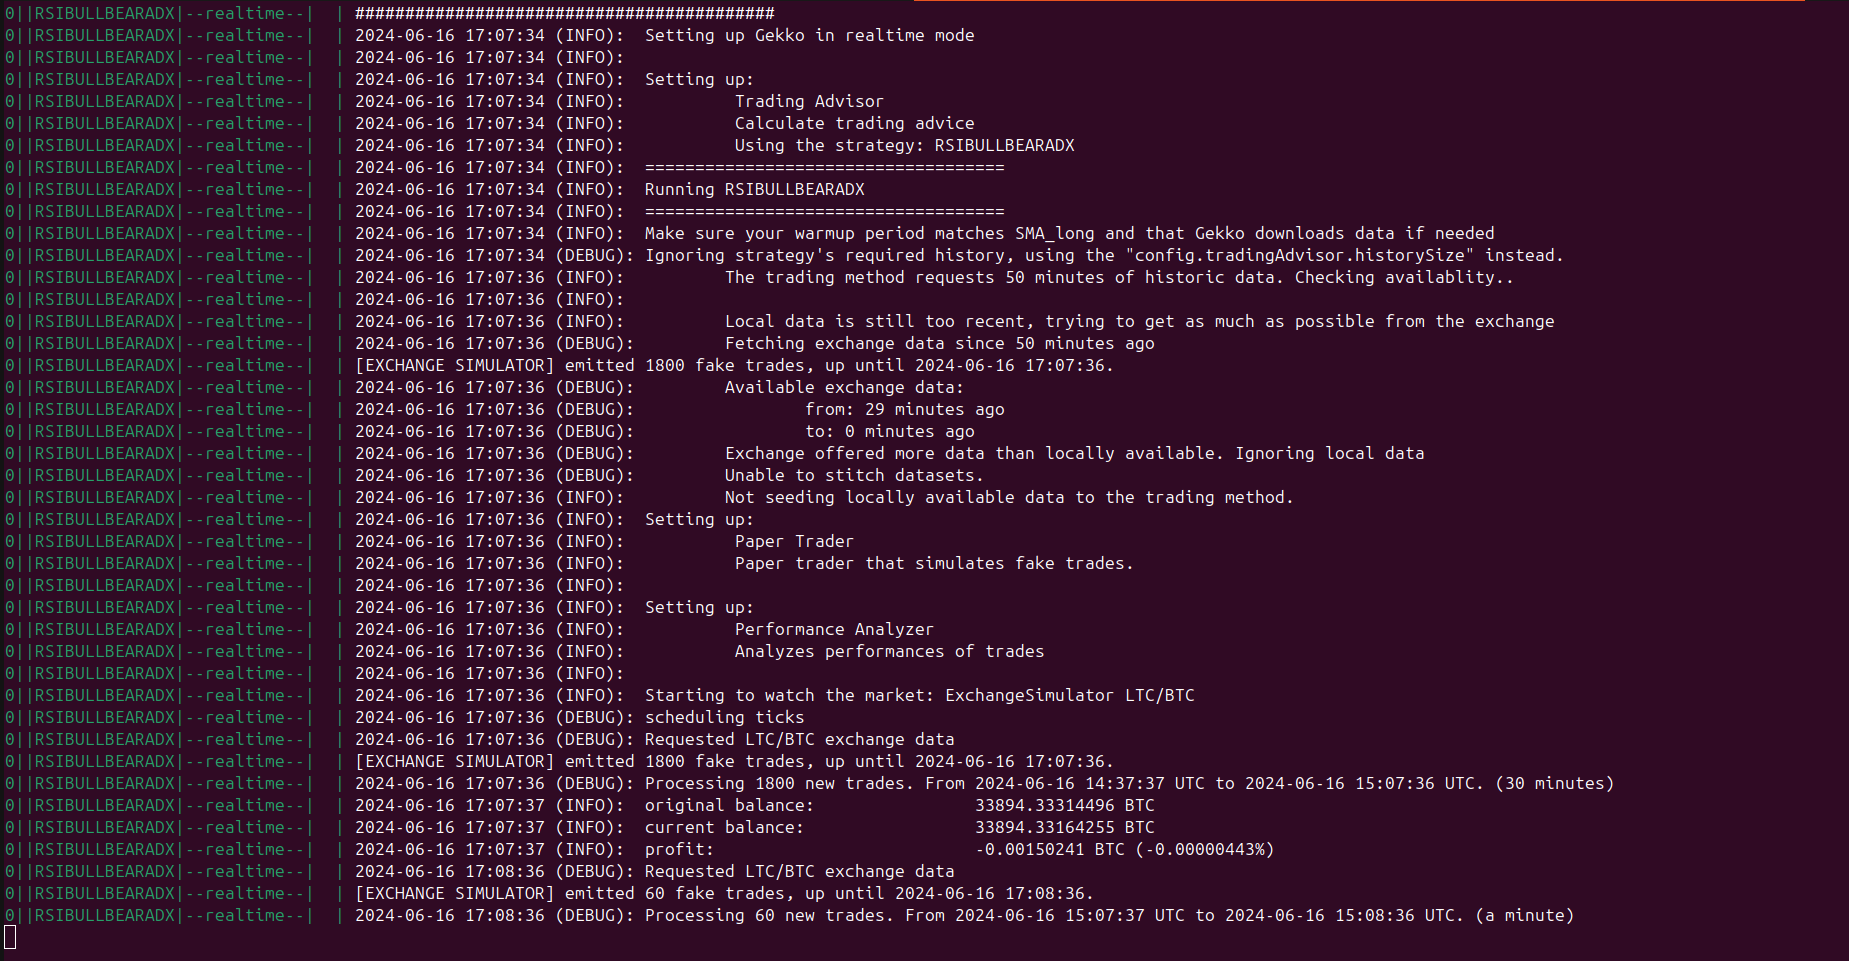 0||RSIBULLBEARADX|--realtime--|  | ##########################################
0||RSIBULLBEARADX|--realtime--|  | 2024-06-16 17:07:34 (INFO):  Setting up Gekko in realtime mode
0||RSIBULLBEARADX|--realtime--|  | 2024-06-16 17:07:34 (INFO):
0||RSIBULLBEARADX|--realtime--|  | 2024-06-16 17:07:34 (INFO):  Setting up:
0||RSIBULLBEARADX|--realtime--|  | 2024-06-16 17:07:34 (INFO):           Trading Advisor
0||RSIBULLBEARADX|--realtime--|  | 2024-06-16 17:07:34 (INFO):           Calculate trading advice
0||RSIBULLBEARADX|--realtime--|  | 2024-06-16 17:07:34 (INFO):           Using the strategy: RSIBULLBEARADX
0||RSIBULLBEARADX|--realtime--|  | 2024-06-16 17:07:34 (INFO):  ====================================
0||RSIBULLBEARADX|--realtime--|  | 2024-06-16 17:07:34 (INFO):  Running RSIBULLBEARADX
0||RSIBULLBEARADX|--realtime--|  | 2024-06-16 17:07:34 (INFO):  ====================================
0||RSIBULLBEARADX|--realtime--|  | 2024-06-16 17:07:34 (INFO):  Make sure your warmup period matches SMA_long and that Gekko downloads data if needed
0||RSIBULLBEARADX|--realtime--|  | 2024-06-16 17:07:34 (DEBUG): Ignoring strategy's required history, using the "config.tradingAdvisor.historySize" instead.
0||RSIBULLBEARADX|--realtime--|  | 2024-06-16 17:07:36 (INFO):          The trading method requests 50 minutes of historic data. Checking availablity..
0||RSIBULLBEARADX|--realtime--|  | 2024-06-16 17:07:36 (INFO):
0||RSIBULLBEARADX|--realtime--|  | 2024-06-16 17:07:36 (INFO):          Local data is still too recent, trying to get as much as possible from the exchange
0||RSIBULLBEARADX|--realtime--|  | 2024-06-16 17:07:36 (DEBUG):         Fetching exchange data since 50 minutes ago
0||RSIBULLBEARADX|--realtime--|  | [EXCHANGE SIMULATOR] emitted 1800 fake trades, up until 2024-06-16 17:07:36.
0||RSIBULLBEARADX|--realtime--|  | 2024-06-16 17:07:36 (DEBUG):         Available exchange data:
0||RSIBULLBEARADX|--realtime--|  | 2024-06-16 17:07:36 (DEBUG):                 from: 29 minutes ago
0||RSIBULLBEARADX|--realtime--|  | 2024-06-16 17:07:36 (DEBUG):                 to: 0 minutes ago
0||RSIBULLBEARADX|--realtime--|  | 2024-06-16 17:07:36 (DEBUG):         Exchange offered more data than locally available. Ignoring local data
0||RSIBULLBEARADX|--realtime--|  | 2024-06-16 17:07:36 (DEBUG):         Unable to stitch datasets.
0||RSIBULLBEARADX|--realtime--|  | 2024-06-16 17:07:36 (INFO):          Not seeding locally available data to the trading method.
0||RSIBULLBEARADX|--realtime--|  | 2024-06-16 17:07:36 (INFO):  Setting up:
0||RSIBULLBEARADX|--realtime--|  | 2024-06-16 17:07:36 (INFO):           Paper Trader
0||RSIBULLBEARADX|--realtime--|  | 2024-06-16 17:07:36 (INFO):           Paper trader that simulates fake trades.
0||RSIBULLBEARADX|--realtime--|  | 2024-06-16 17:07:36 (INFO):
0||RSIBULLBEARADX|--realtime--|  | 2024-06-16 17:07:36 (INFO):  Setting up:
0||RSIBULLBEARADX|--realtime--|  | 2024-06-16 17:07:36 (INFO):           Performance Analyzer
0||RSIBULLBEARADX|--realtime--|  | 2024-06-16 17:07:36 (INFO):           Analyzes performances of trades
0||RSIBULLBEARADX|--realtime--|  | 2024-06-16 17:07:36 (INFO):
0||RSIBULLBEARADX|--realtime--|  | 2024-06-16 17:07:36 (INFO):  Starting to watch the market: ExchangeSimulator LTC/BTC
0||RSIBULLBEARADX|--realtime--|  | 2024-06-16 17:07:36 (DEBUG): scheduling ticks
0||RSIBULLBEARADX|--realtime--|  | 2024-06-16 17:07:36 (DEBUG): Requested LTC/BTC exchange data
0||RSIBULLBEARADX|--realtime--|  | [EXCHANGE SIMULATOR] emitted 1800 fake trades, up until 2024-06-16 17:07:36.
0||RSIBULLBEARADX|--realtime--|  | 2024-06-16 17:07:36 (DEBUG): Processing 1800 new trades. From 2024-06-16 14:37:37 UTC to 2024-06-16 15:07:36 UTC. (30 minutes)
0||RSIBULLBEARADX|--realtime--|  | 2024-06-16 17:07:37 (INFO):  original balance:                33894.33314496 BTC
0||RSIBULLBEARADX|--realtime--|  | 2024-06-16 17:07:37 (INFO):  current balance:                 33894.33164255 BTC
0||RSIBULLBEARADX|--realtime--|  | 2024-06-16 17:07:37 (INFO):  profit:                          -0.00150241 BTC (-0.00000443%)
0||RSIBULLBEARADX|--realtime--|  | 2024-06-16 17:08:36 (DEBUG): Requested LTC/BTC exchange data
0||RSIBULLBEARADX|--realtime--|  | [EXCHANGE SIMULATOR] emitted 60 fake trades, up until 2024-06-16 17:08:36.
0||RSIBULLBEARADX|--realtime--|  | 2024-06-16 17:08:36 (DEBUG): Processing 60 new trades. From 2024-06-16 15:07:37 UTC to 2024-06-16 15:08:36 UTC. (a minute)